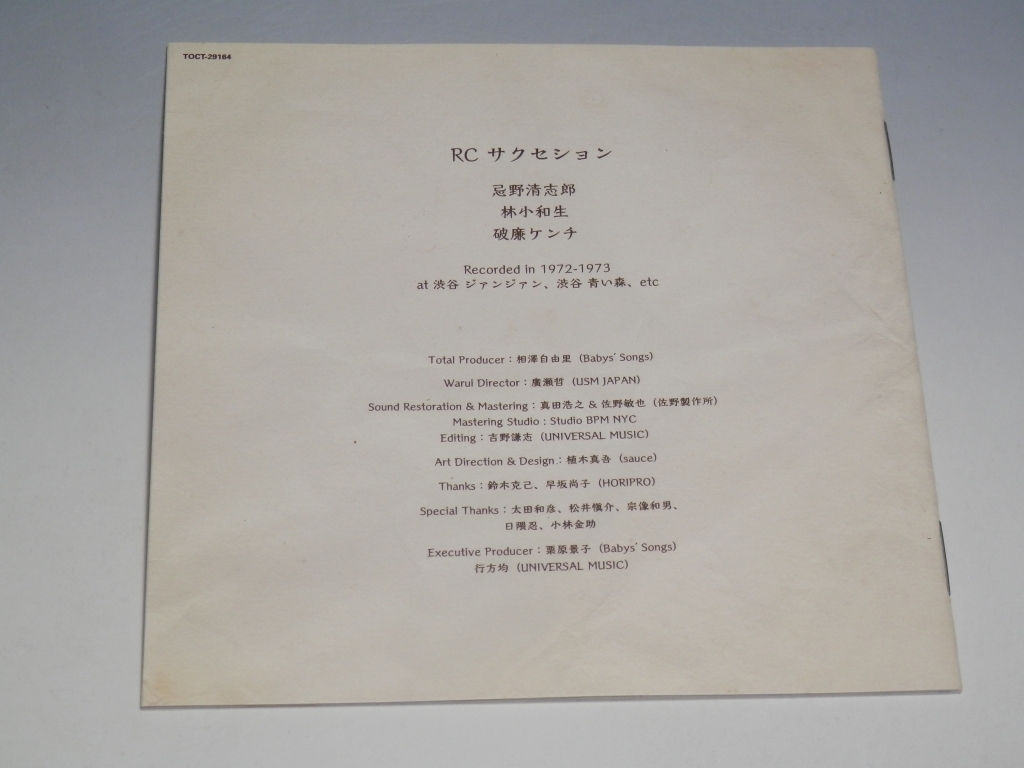 TOCT-29164
RC サクセション
忌野清志郎
林小和生
破廉ケンチ
Recorded in 1972-1973
at 渋谷 ジァンジァン、渋谷 青い森、etc
Total Producer：相澤自由里（Babys' Songs）
Warui Director：廣瀬哲（USM JAPAN）
Sound Restoration & Mastering：真田浩之 & 佐野敏也（佐野製作所）
Mastering Studio : Studio BPM NYC
Editing：吉野謙志（UNIVERSAL MUSIC）
Art Direction & Design：植木真吾（sauce）
Thanks：鈴木克己、早坂尚子（HORIPRO）
Special Thanks：太田和彦、松井慎介、宗像和男、
日隈忍、小林金助
Executive Producer：栗原景子（Babys' Songs）
行方均（UNIVERSAL MUSIC）